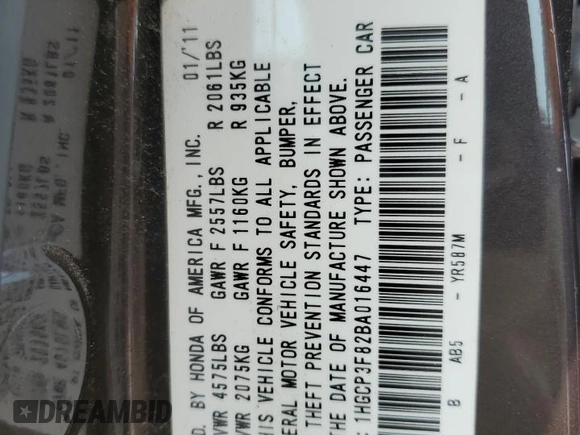 D. BY HONDA OF AMERICA MFG., INC. 01/'11
VWR 4575LBS GAWR F 2557LBS R 2061LBS
VWR 2075KG GAWR F 1160KG R 935KG
IS VEHICLE CONFORMS TO ALL APPLICABLE
ERAL MOTOR VEHICLE SAFETY, BUMPER,
THEFT PREVENTION STANDARDS IN EFFECT
THE DATE OF MANUFACTURE SHOWN ABOVE.
: 1HGCP3F82BA016447 TYPE: PASSENGER CAR
B AB5 - YR587M - F - A
DREAMBID